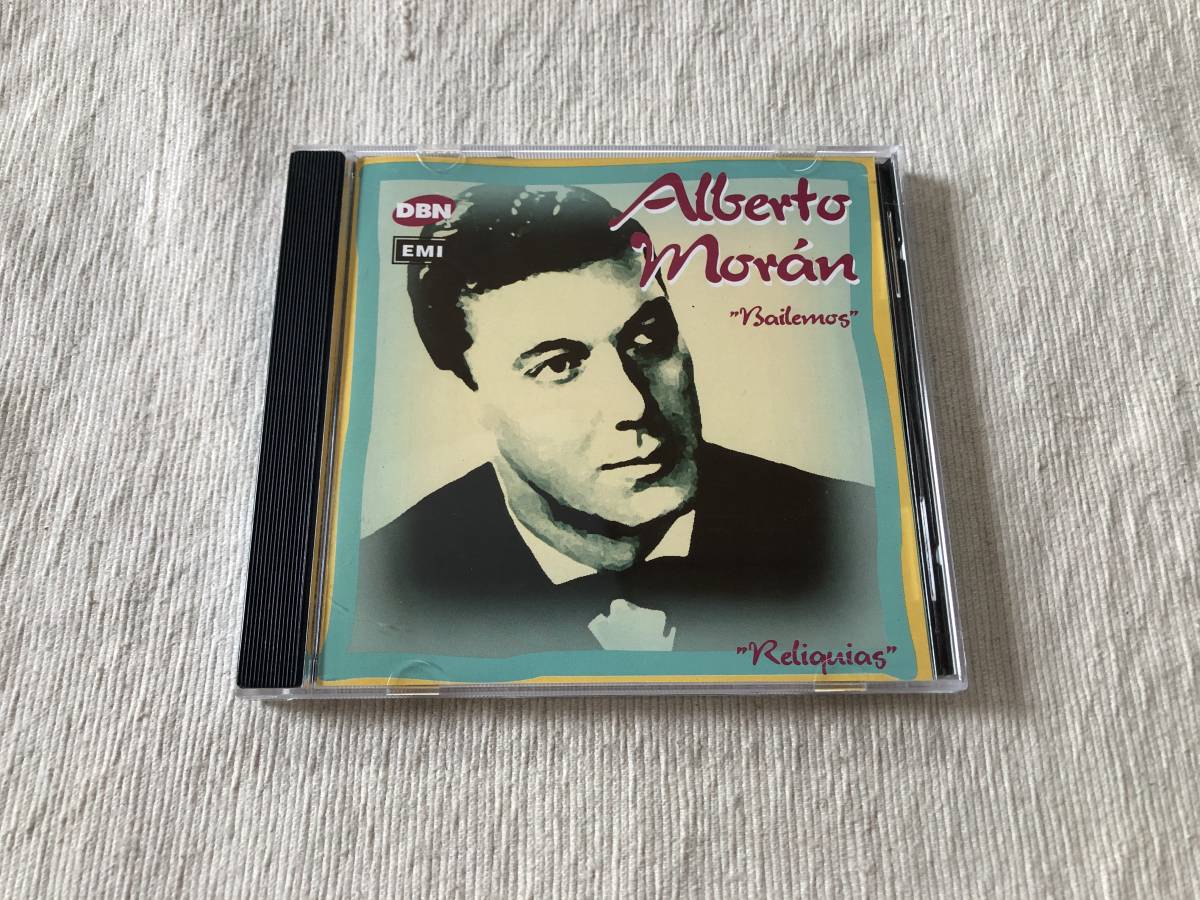 DBN
EMI
Alberto
Morán
"Bailemos"
"Reliquias"